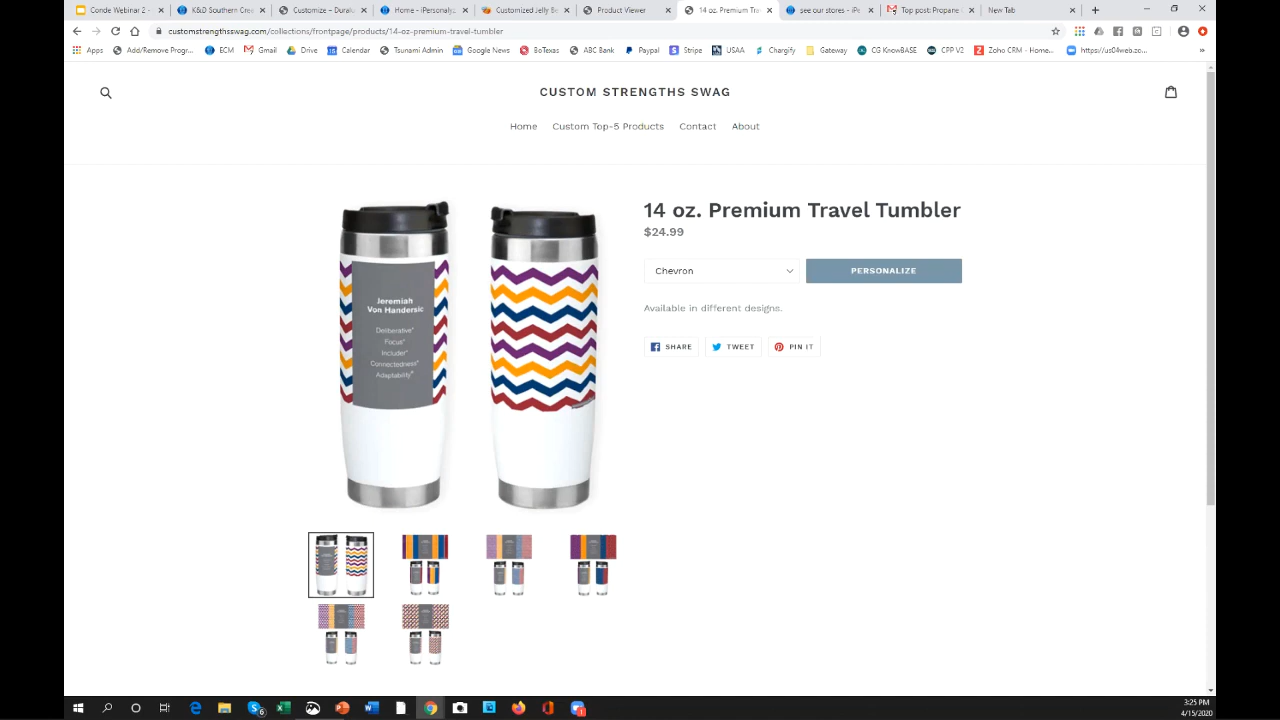 Conde Webinar 2 -
K&D Southern Cre
Customize – Dural
Home - iPersonaliz
Customized Jelly Be
Product Viewer
14 oz. Premium Tra
see our stores - iPe
Top post: Propane
New Tab
customstrengthsswag.com/collections/frontpage/products/14-oz-premium-travel-tumbler
Apps
Add/Remove Progr...
ECM
Gmail
Drive
Calendar
Tsunami Admin
Google News
BoTexas
ABC Bank
Paypal
Stripe
USAA
Chargify
Gateway
CG KnowBASE
CPP V2
Zoho CRM - Home...
https://us04web.zo...
CUSTOM STRENGTHS SWAG
Home Custom Top-5 Products Contact About
14 oz. Premium Travel Tumbler
$24.99
Chevron
PERSONALIZE
Available in different designs.
SHARE
TWEET
PIN IT
Jeremiah
Von Handersic
Deliberative®
Focus®
Includer®
Connectedness®
Adaptability®
3:25 PM
4/15/2020